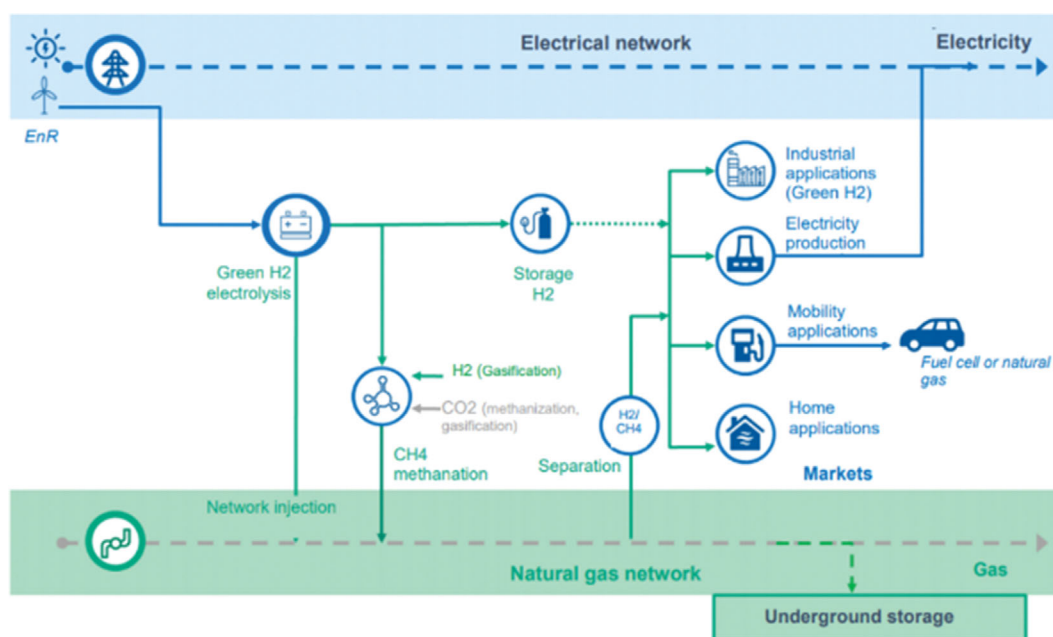 Electrical network
Electricity
EnR
Industrial
applications
(Green H2)
Electricity
production
Green H2
electrolysis
Storage
H2
Mobility
applications
Fuel cell or natural
gas
H2 (Gasification)
CO2 (methanization,
gasification)
H2/
CH4
Home
applications
CH4
methanation
Separation
Markets
Network injection
Natural gas network
Gas
Underground storage